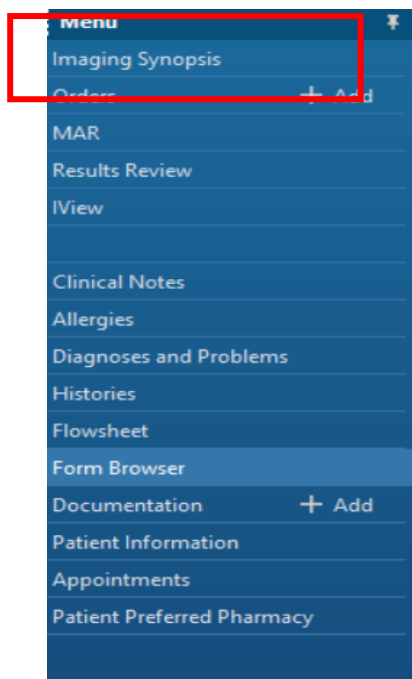 Menu
Imaging Synopsis
Orders + Add
MAR
Results Review
IView
Clinical Notes
Allergies
Diagnoses and Problems
Histories
Flowsheet
Form Browser
Documentation + Add
Patient Information
Appointments
Patient Preferred Pharmacy